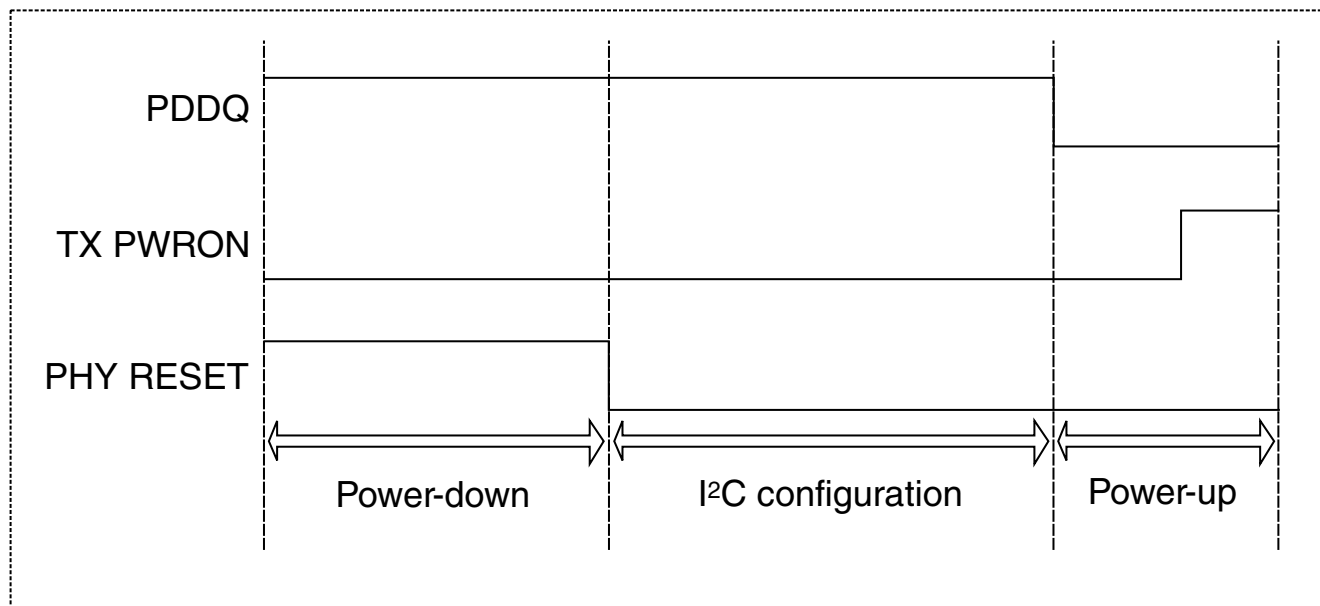 PDDQ
TX PWRON
PHY RESET
Power-down
I²C configuration
Power-up